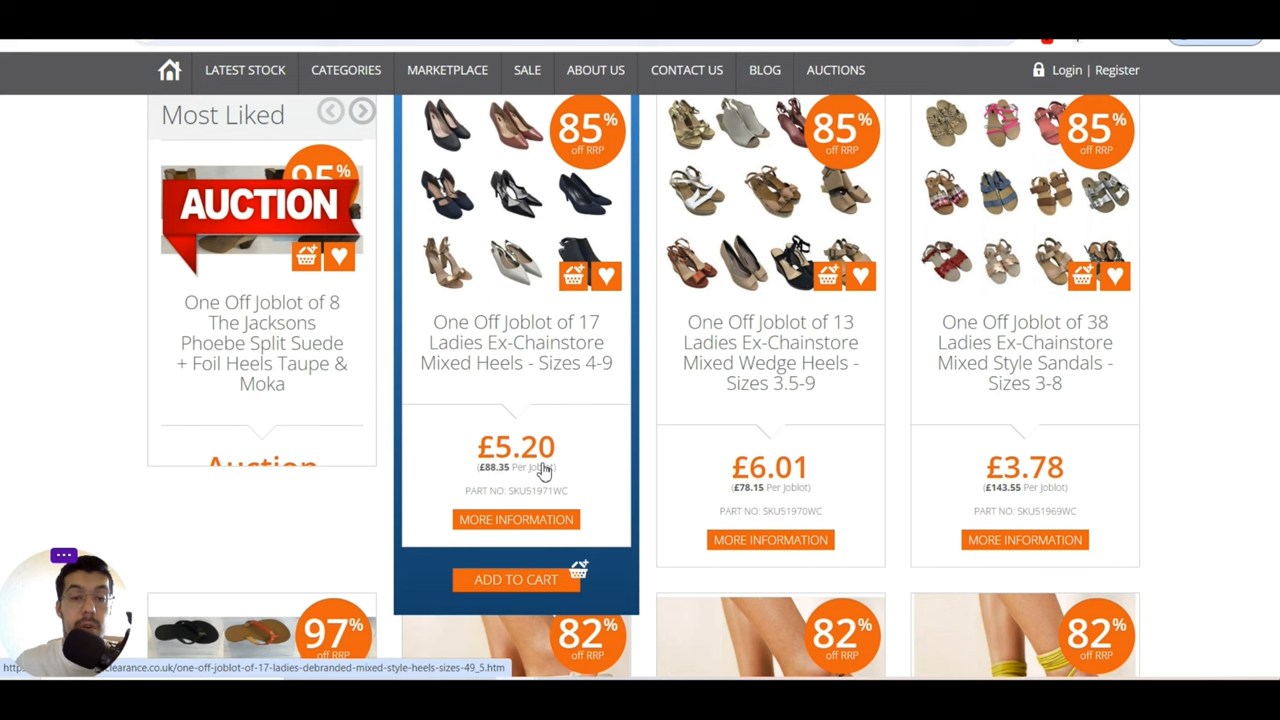 LATEST STOCK
CATEGORIES
MARKETPLACE
SALE
ABOUT US
CONTACT US
BLOG
AUCTIONS
Login | Register
Most Liked
95%
AUCTION
One Off Joblot of 8
The Jacksons
Phoebe Split Suede
+ Foil Heels Taupe &
Moka
Auction
85%
off RRP
One Off Joblot of 17
Ladies Ex-Chainstore
Mixed Heels - Sizes 4-9
£5.20
(£88.35 Per Joblot)
PART NO: SKU51971WC
MORE INFORMATION
ADD TO CART
85%
off RRP
One Off Joblot of 13
Ladies Ex-Chainstore
Mixed Wedge Heels -
Sizes 3.5-9
£6.01
(£78.15 Per Joblot)
PART NO: SKU51970WC
MORE INFORMATION
85%
off RRP
One Off Joblot of 38
Ladies Ex-Chainstore
Mixed Style Sandals -
Sizes 3-8
£3.78
(£143.55 Per Joblot)
PART NO: SKU51969WC
MORE INFORMATION
97%
off RRP
82%
off RRP
82%
off RRP
82%
off RRP
clearance.co.uk/one-off-joblot-of-17-ladies-debranded-mixed-style-heels-sizes-49_5.htm